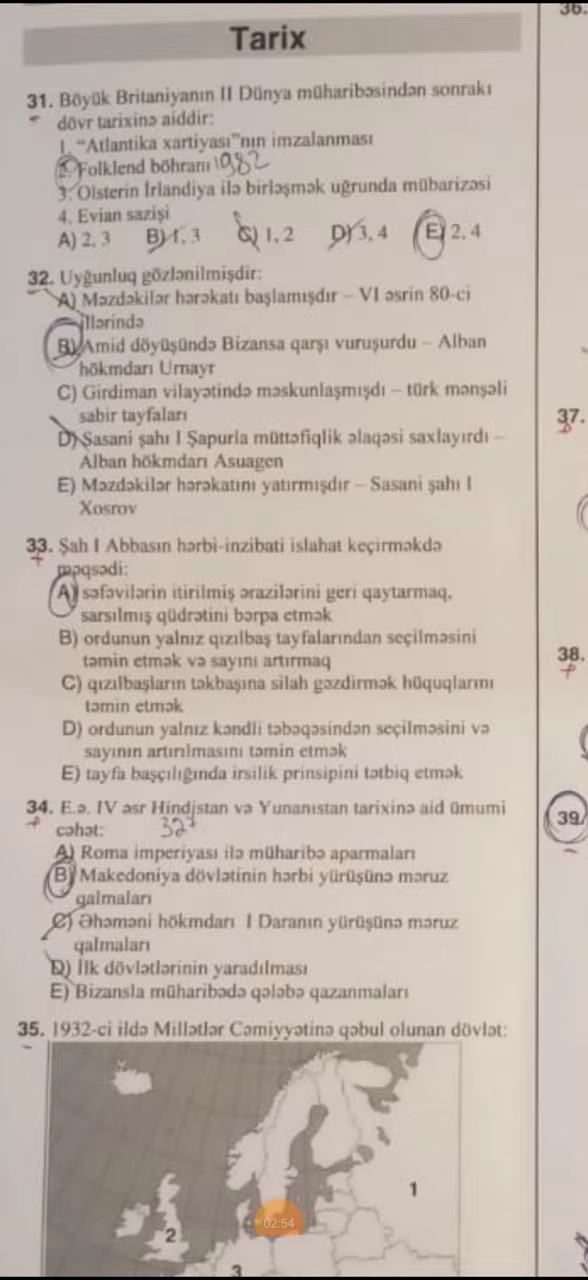 36.
Tarix
31. Böyük Britaniyanın II Dünya müharibəsindən sonrakı
dövr tarixinə aiddir:
1. "Atlantika xartiyası"nın imzalanması
2. Folklend böhranı 1982
3. Olsterin İrlandiya ilə birləşmək uğrunda mübarizəsi
4. Evian sazişi
A) 2, 3 B) 1, 3 C) 1, 2 D) 3, 4 E) 2, 4
32. Uyğunluq gözlənilmişdir:
A) Məzdəkilər hərəkatı başlamışdır – VI əsrin 80-ci
illərində
B) Amid döyüşündə Bizansa qarşı vuruşurdu – Alban
hökmdarı Urnayr
C) Girdiman vilayətində məskunlaşmışdı – türk mənşəli
sabir tayfaları
D) Sasani şahı I Şapurla müttəfiqlik əlaqəsi saxlayırdı –
Alban hökmdarı Asuagen
E) Məzdəkilər hərəkatını yatırmışdır – Sasani şahı I
Xosrov
37.
33. Şah I Abbasın hərbi-inzibati islahat keçirməkdə
məqsədi:
A) səfəvilərin itirilmiş ərazilərini geri qaytarmaq,
sarsılmış qüdrətini bərpa etmək
B) ordunun yalnız qızılbaş tayfalarından seçilməsini
təmin etmək və sayını artırmaq
C) qızılbaşların təkbaşına silah gəzdirmək hüquqlarını
təmin etmək
D) ordunun yalnız kəndli təbəqəsindən seçilməsini və
sayının artırılmasını təmin etmək
E) tayfa başçılığında irsilik prinsipini tətbiq etmək
38.
34. E.ə. IV əsr Hindistan və Yunanıstan tarixinə aid ümumi
cəhət: 327
A) Roma imperiyası ilə müharibə aparmaları
B) Makedoniya dövlətinin hərbi yürüşünə məruz
qalmaları
C) Əhəməni hökmdarı I Daranın yürüşünə məruz
qalmaları
D) İlk dövlətlərinin yaradılması
E) Bizansla müharibədə qələbə qazanmaları
39.
35. 1932-ci ildə Millətlər Cəmiyyətinə qəbul olunan dövlət:
1
2
3
02:54